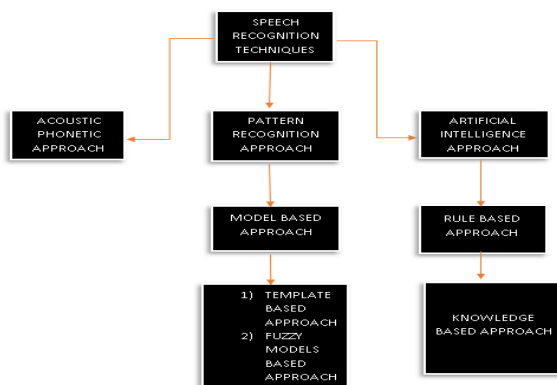 SPEECH
RECOGNITION
TECHNIQUES
ACOUSTIC
PHONETIC
APPROACH
PATTERN
RECOGNITION
APPROACH
ARTIFICIAL
INTELLIGENCE
APPROACH
MODEL BASED
APPROACH
RULE BASED
APPROACH
1) TEMPLATE
BASED
APPROACH
2) FUZZY
MODELS
BASED
APPROACH
KNOWLEDGE
BASED APPROACH